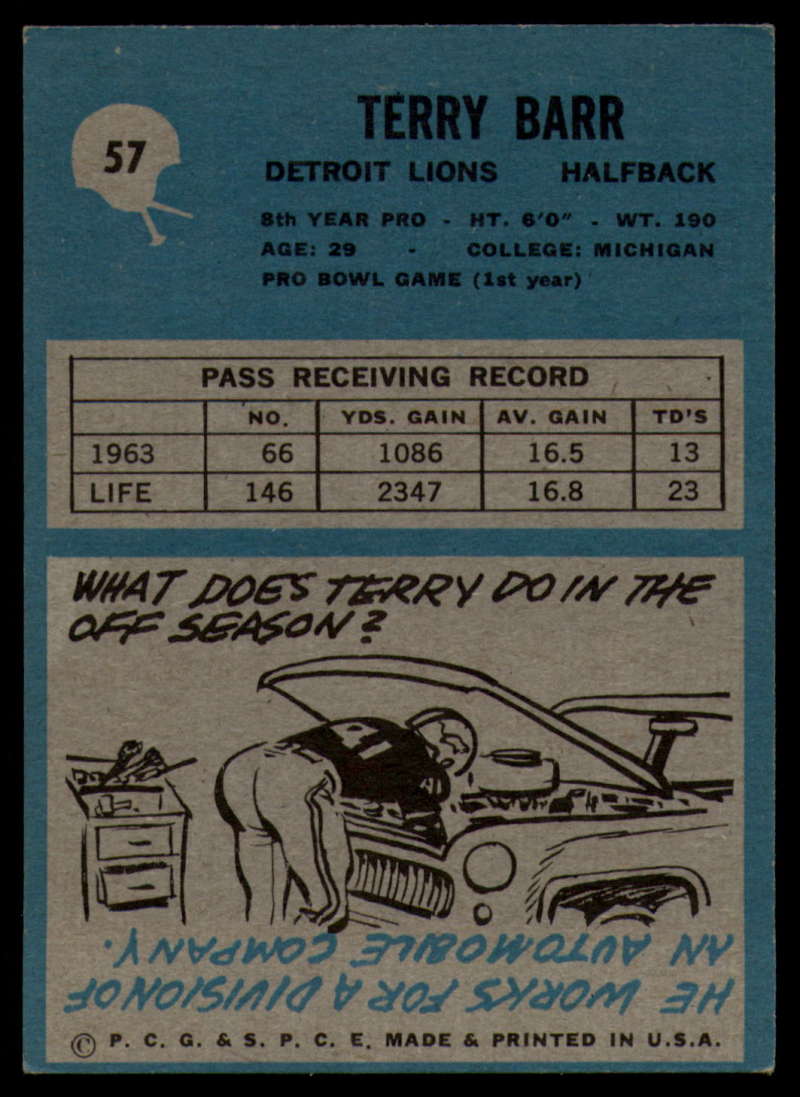 57
TERRY BARR
DETROIT LIONS HALFBACK
8th YEAR PRO - HT. 6'0" - WT. 190
AGE: 29 - COLLEGE: MICHIGAN
PRO BOWL GAME (1st year)
PASS RECEIVING RECORD
NO. YDS. GAIN AV. GAIN TD'S
1963 66 1086 16.5 13
LIFE 146 2347 16.8 23
WHAT DOES TERRY DO IN THE
OFF SEASON?
HE WORKS FOR A DIVISION OF
AN AUTOMOBILE COMPANY.
© P. C. G. & S. P. C. E. MADE & PRINTED IN U.S.A.